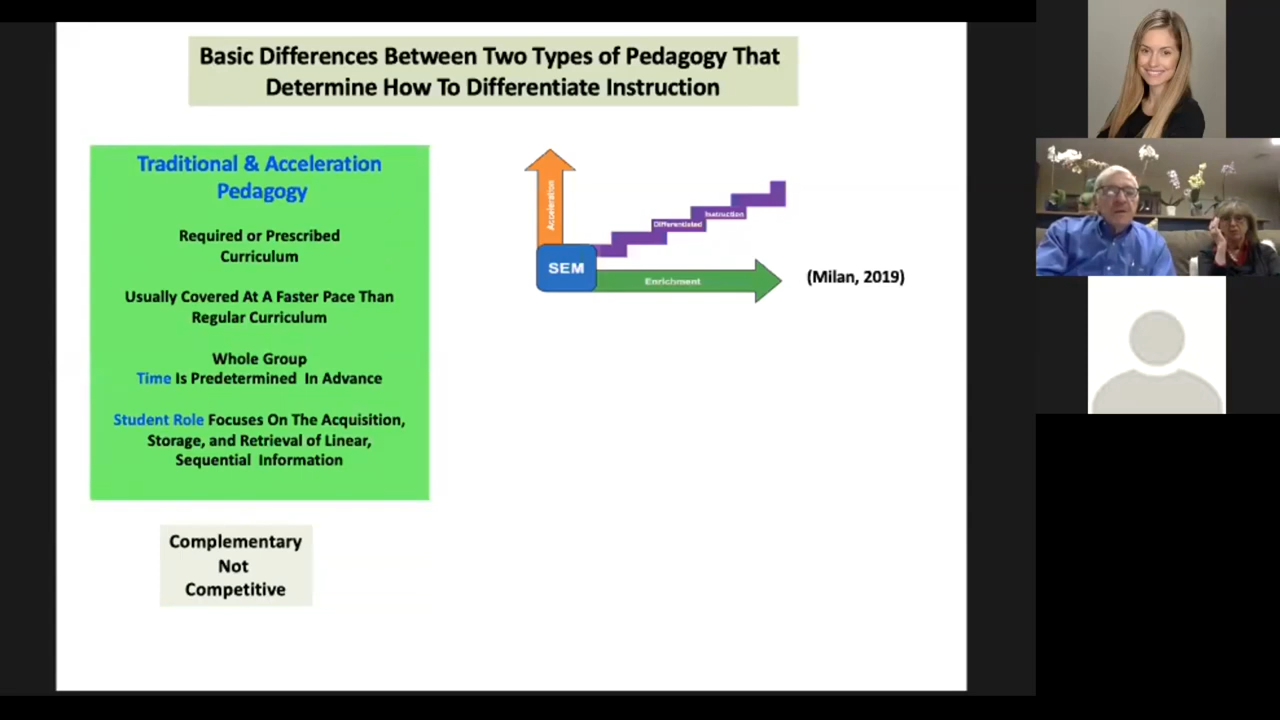 Basic Differences Between Two Types of Pedagogy That
Determine How To Differentiate Instruction
Traditional & Acceleration
Pedagogy
Required or Prescribed
Curriculum
Usually Covered At A Faster Pace Than
Regular Curriculum
Whole Group
Time Is Predetermined In Advance
Student Role Focuses On The Acquisition,
Storage, and Retrieval of Linear,
Sequential Information
Complementary
Not
Competitive
Acceleration
Instruction
Differentiated
SEM
Enrichment
(Milan, 2019)